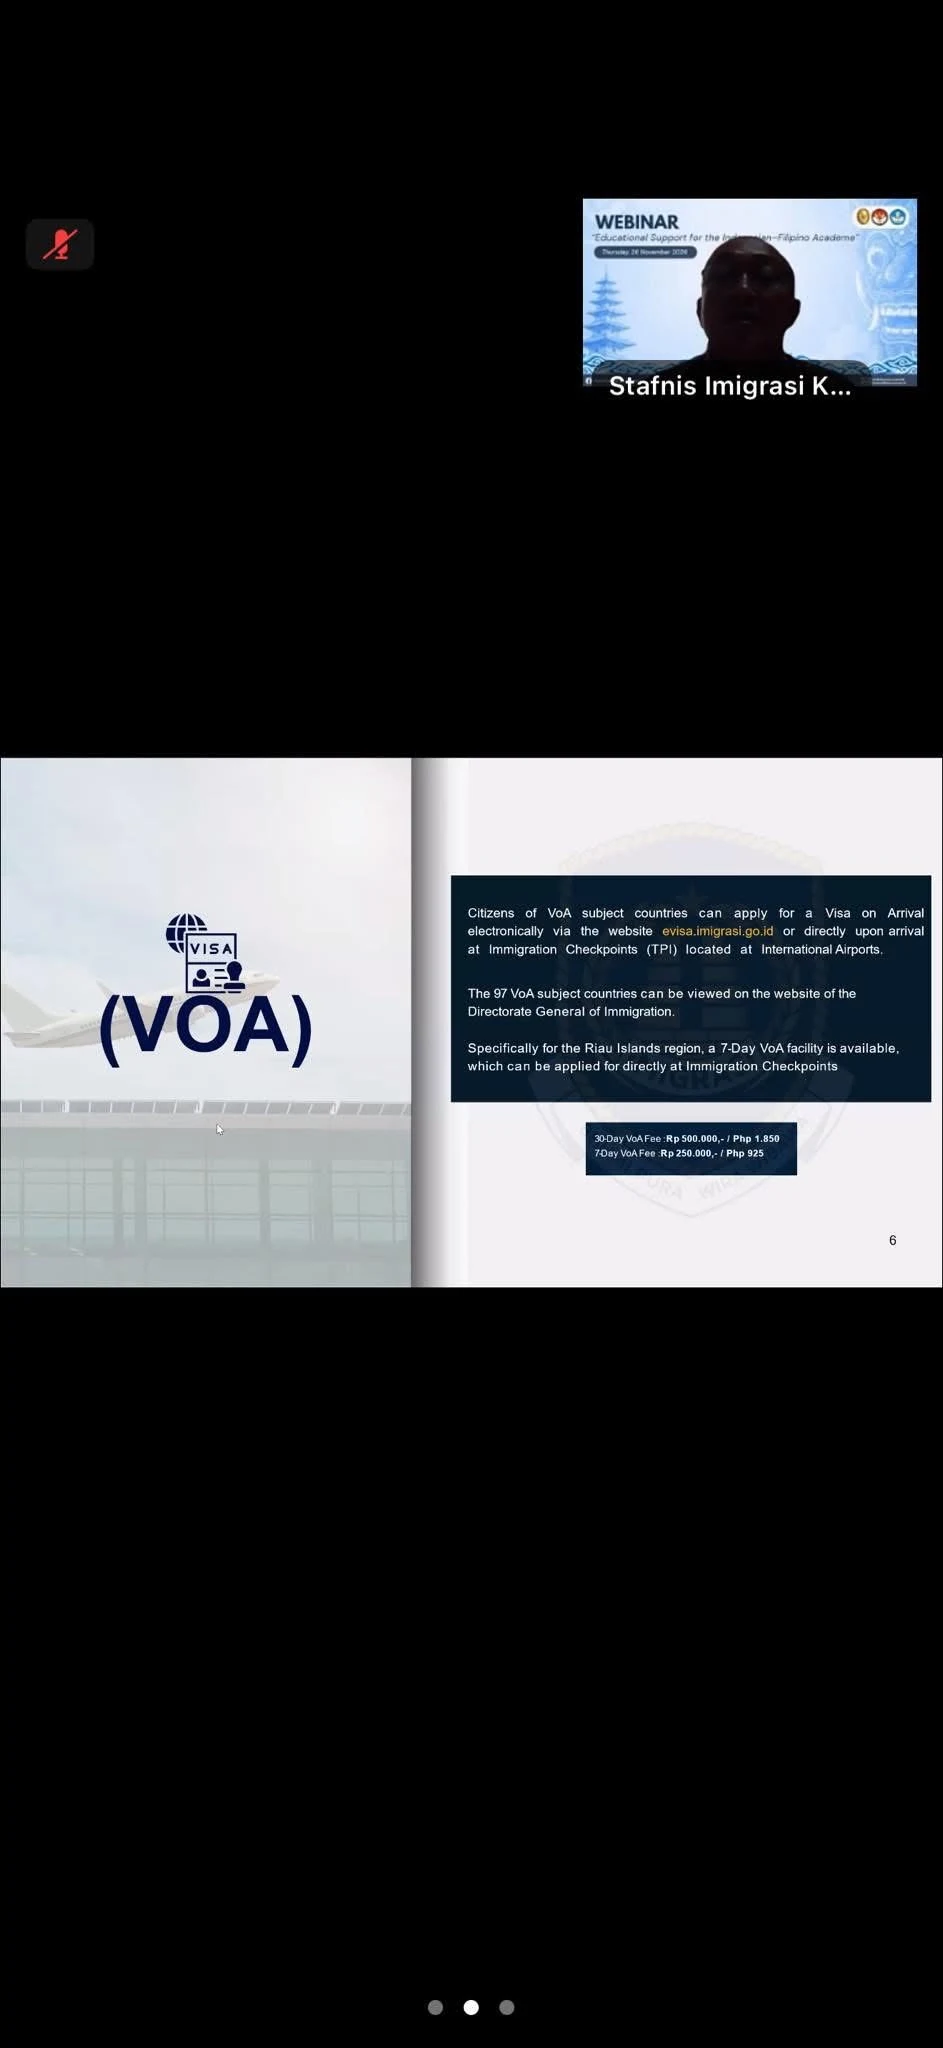 WEBINAR
"Educational Support for the Indonesian–Filipino Academe"
Thursday 26 November 2026
Stafnis Imigrasi K...
VISA
(VOA)
Citizens of VoA subject countries can apply for a Visa on Arrival
electronically via the website evisa.imigrasi.go.id or directly upon arrival
at Immigration Checkpoints (TPI) located at International Airports.
The 97 VoA subject countries can be viewed on the website of the
Directorate General of Immigration.
Specifically for the Riau Islands region, a 7-Day VoA facility is available,
which can be applied for directly at Immigration Checkpoints
30-Day VoA Fee :Rp 500.000,- / Php 1.850
7-Day VoA Fee :Rp 250.000,- / Php 925
6